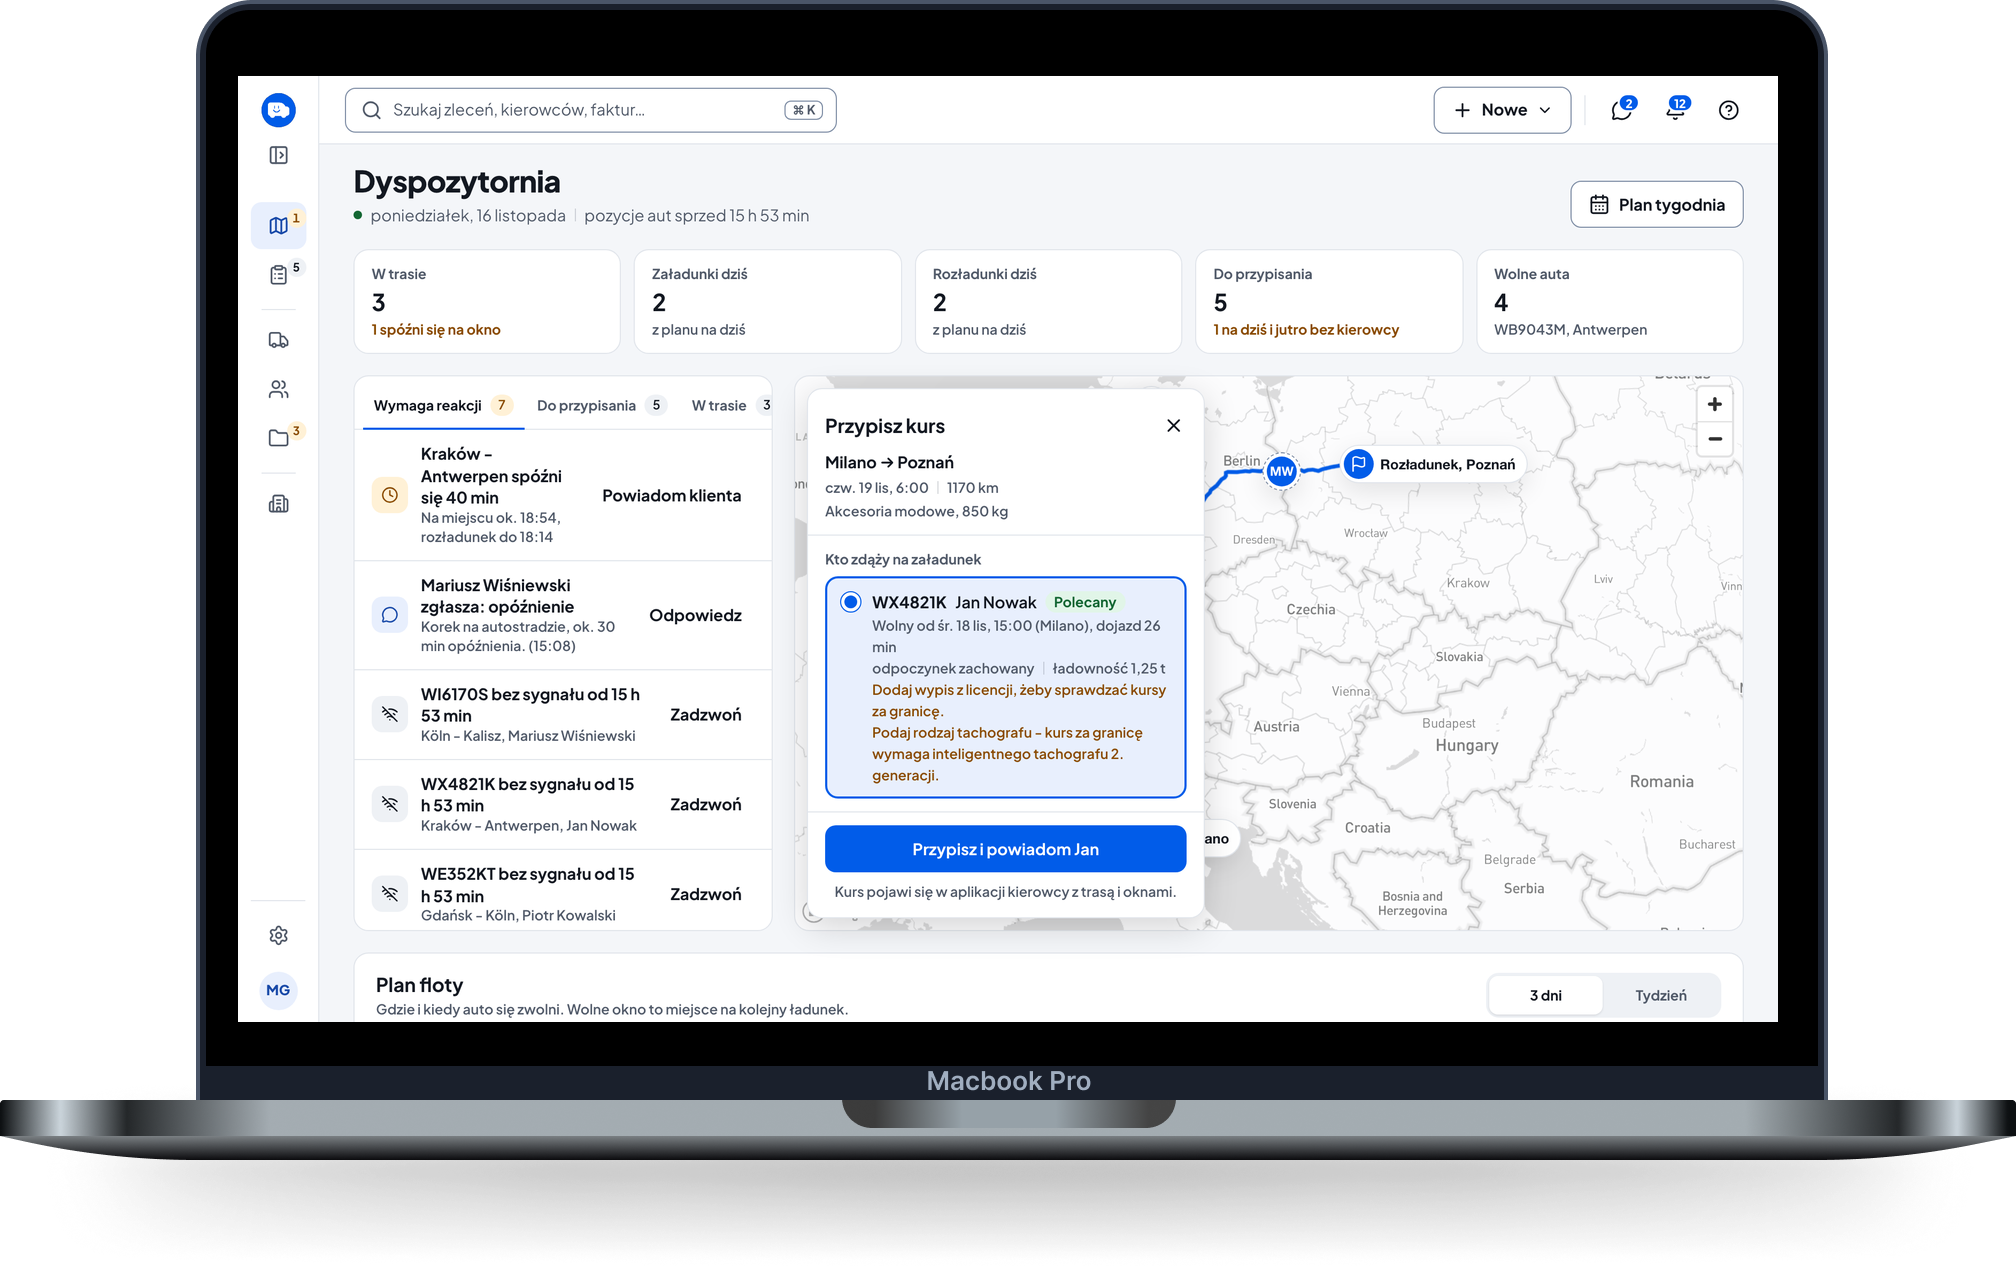 Szukaj zleceń, kierowców, faktur...
⌘ K
+ Nowe
2
12
1
5
3
MG
Dyspozytornia
poniedziałek, 16 listopada | pozycje aut sprzed 15 h 53 min
Plan tygodnia
W trasie
3
1 spóźni się na okno
Załadunki dziś
2
z planu na dziś
Rozładunki dziś
2
z planu na dziś
Do przypisania
5
1 na dziś i jutro bez kierowcy
Wolne auta
4
WB9043M, Antwerpen
Wymaga reakcji 7
Do przypisania 5
W trasie 3
Kraków –
Antwerpen spóźni
się 40 min
Na miejscu ok. 18:54,
rozładunek do 18:14
Powiadom klienta
Mariusz Wiśniewski
zgłasza: opóźnienie
Korek na autostradzie, ok. 30
min opóźnienia. (15:08)
Odpowiedz
WI6170S bez sygnału od 15 h
53 min
Köln – Kalisz, Mariusz Wiśniewski
Zadzwoń
WX4821K bez sygnału od 15
h 53 min
Kraków – Antwerpen, Jan Nowak
Zadzwoń
WE352KT bez sygnału od 15
h 53 min
Gdańsk – Köln, Piotr Kowalski
Zadzwoń
Przypisz kurs
Milano → Poznań
czw. 19 lis, 6:00 | 1170 km
Akcesoria modowe, 850 kg
Kto zdąży na załadunek
WX4821K Jan Nowak Polecany
Wolny od śr. 18 lis, 15:00 (Milano), dojazd 26
min
odpoczynek zachowany | ładowność 1,25 t
Dodaj wypis z licencji, żeby sprawdzać kursy
za granicę.
Podaj rodzaj tachografu – kurs za granicę
wymaga inteligentnego tachografu 2.
generacji.
Przypisz i powiadom Jan
Kurs pojawi się w aplikacji kierowcy z trasą i oknami.
+
−
Berlin
MW
Rozładunek, Poznań
Dresden
Wrocław
Krakow
Lviv
Vinn
Czechia
Slovakia
Vienna
Austria
Budapest
Hungary
Romania
Slovenia
Croatia
ano
Belgrade
Serbia
Bucharest
Bosnia and
Herzegovina
Plan floty
Gdzie i kiedy auto się zwolni. Wolne okno to miejsce na kolejny ładunek.
3 dni
Tydzień
Macbook Pro